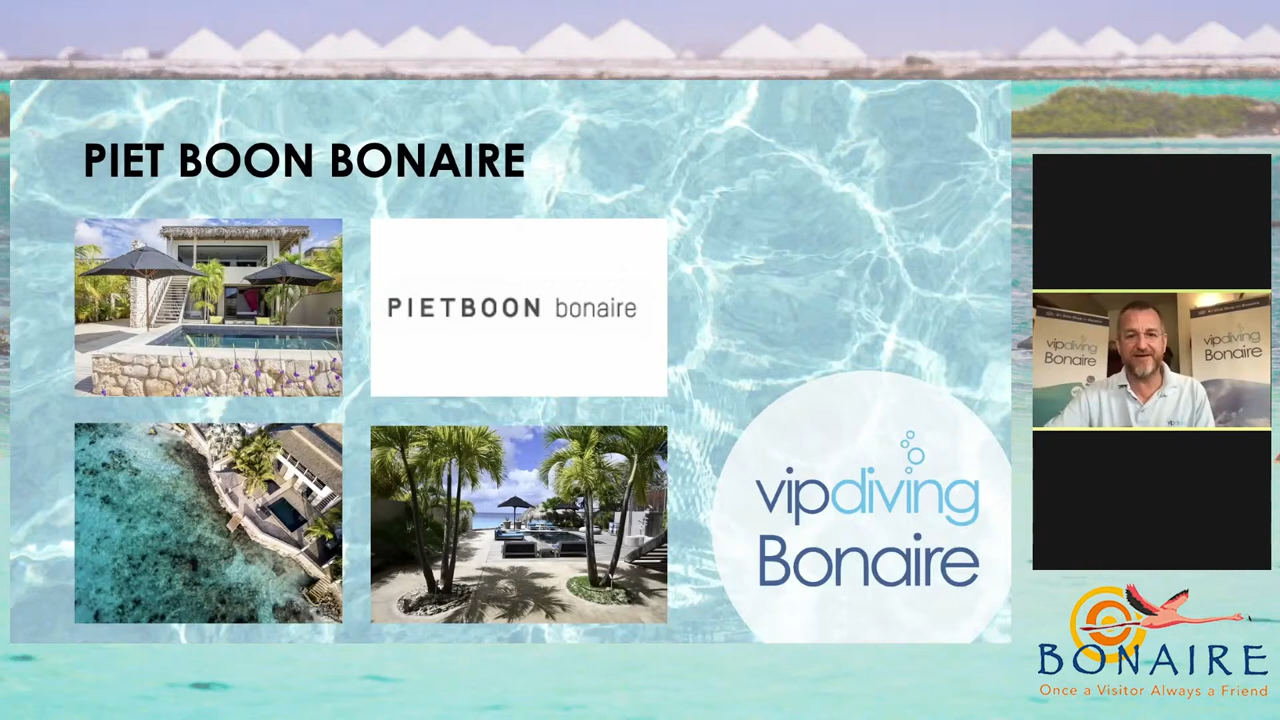 PIET BOON BONAIRE
PIETBOON bonaire
vipdiving
Bonaire
vipdiving
Bonaire
vipdiving
Bonaire
BONAIRE
Once a Visitor Always a Friend